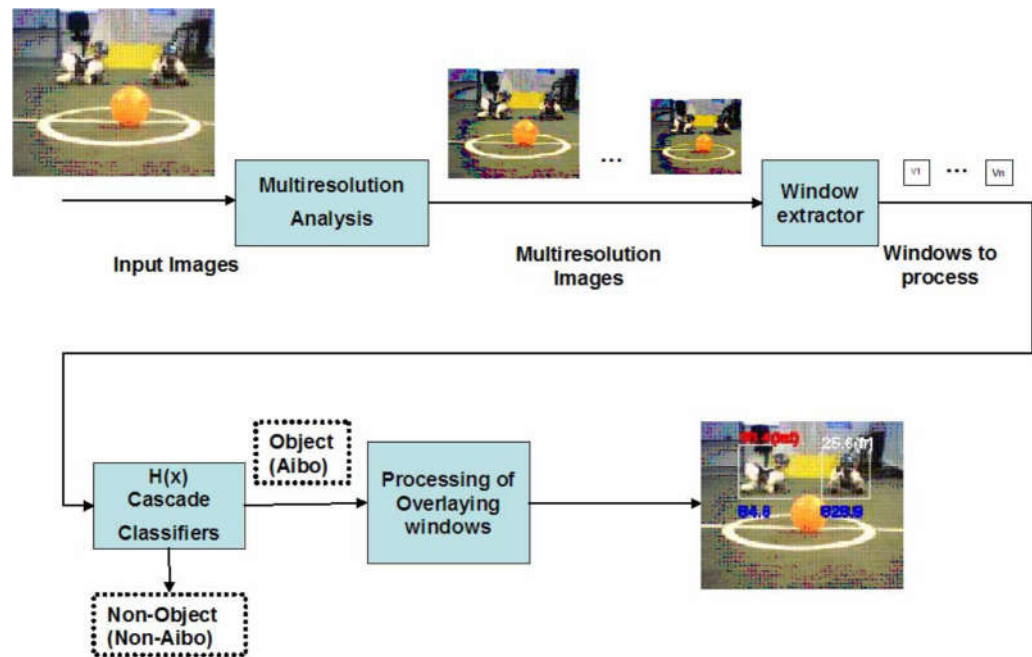 ...
V1 ... Vn
Multiresolution
Analysis
Window
extractor
Input Images
Multiresolution
Images
Windows to
process
Object
(Aibo)
H(x)
Cascade
Classifiers
Processing of
Overlaying
windows
Non-Object
(Non-Aibo)